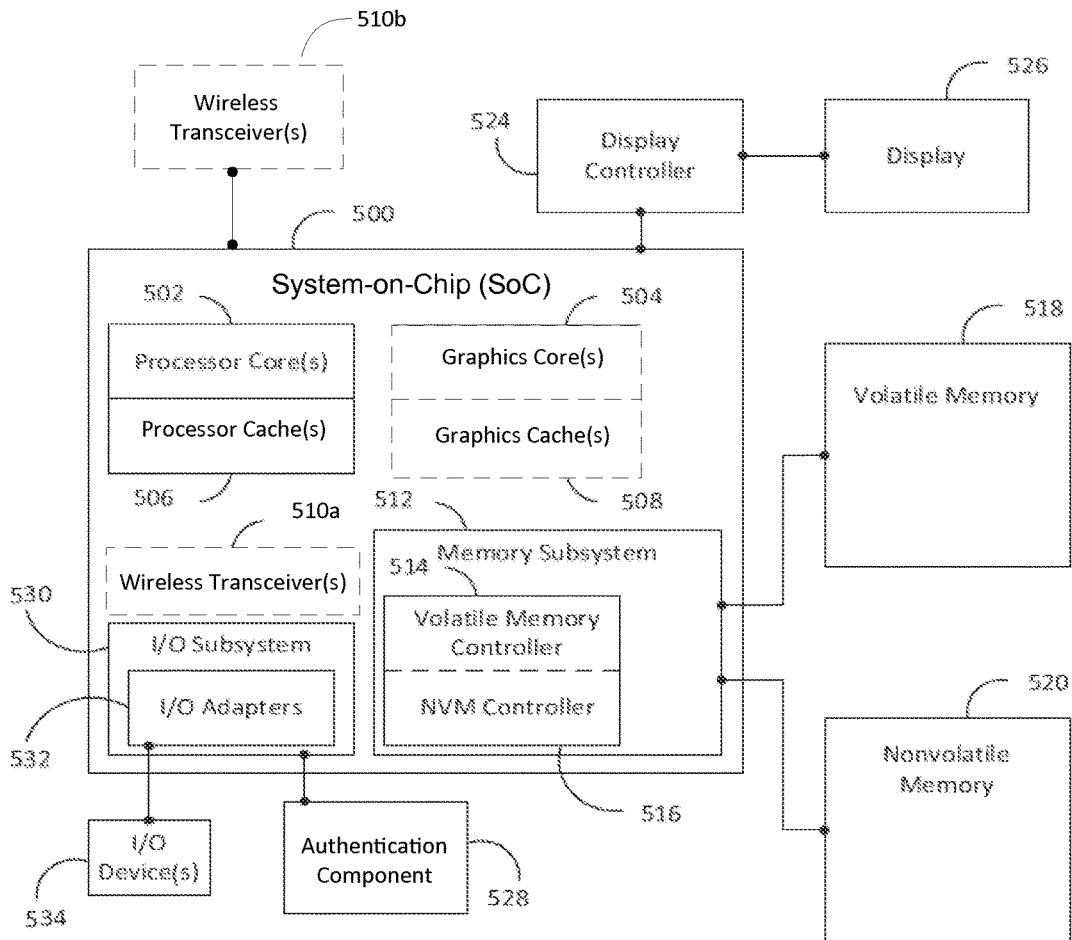 510b
Wireless
Transceiver(s)
524
Display
Controller
526
Display
500
System-on-Chip (SoC)
502
Processor Core(s)
Processor Cache(s)
506
504
Graphics Core(s)
Graphics Cache(s)
508
518
Volatile Memory
510a
Wireless Transceiver(s)
512
Memory Subsystem
514
Volatile Memory
Controller
NVM Controller
516
530
I/O Subsystem
I/O Adapters
532
520
Nonvolatile
Memory
I/O
Device(s)
534
Authentication
Component
528